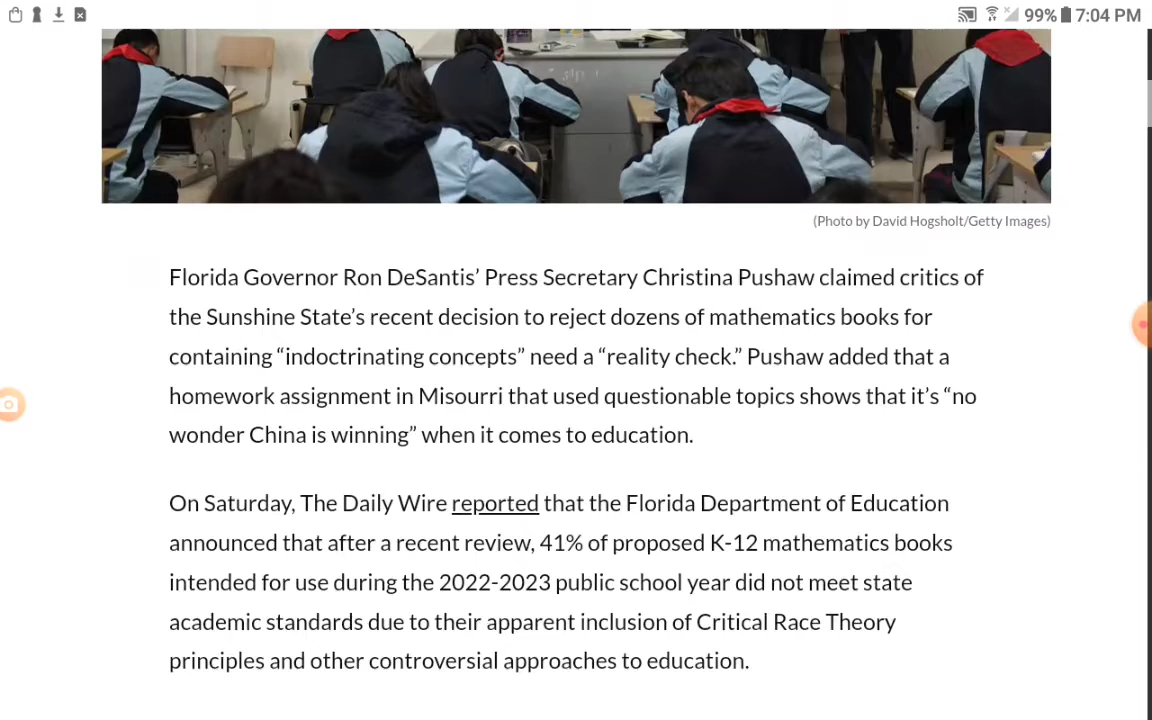 99% 7:04 PM
(Photo by David Hogsholt/Getty Images)
Florida Governor Ron DeSantis’ Press Secretary Christina Pushaw claimed critics of
the Sunshine State’s recent decision to reject dozens of mathematics books for
containing “indoctrinating concepts” need a “reality check.” Pushaw added that a
homework assignment in Misourri that used questionable topics shows that it’s “no
wonder China is winning” when it comes to education.
On Saturday, The Daily Wire reported that the Florida Department of Education
announced that after a recent review, 41% of proposed K-12 mathematics books
intended for use during the 2022-2023 public school year did not meet state
academic standards due to their apparent inclusion of Critical Race Theory
principles and other controversial approaches to education.